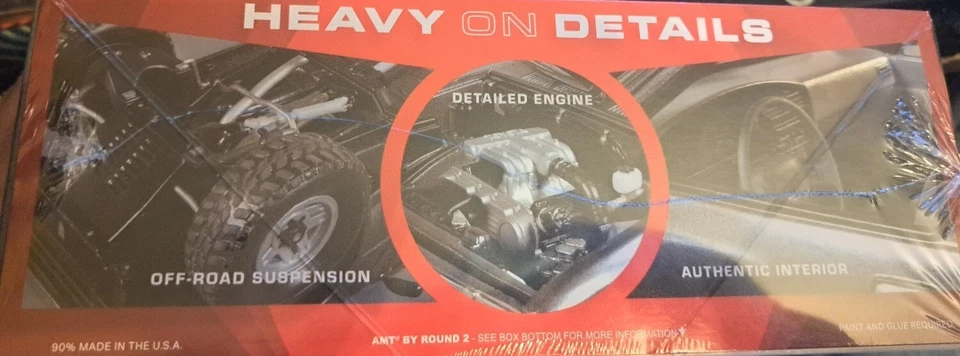 HEAVY ON DETAILS
DETAILED ENGINE
OFF-ROAD SUSPENSION
AUTHENTIC INTERIOR
PAINT AND GLUE REQUIRED
90% MADE IN THE U.S.A.
AMT® BY ROUND 2 - SEE BOX BOTTOM FOR MORE INFORMATION